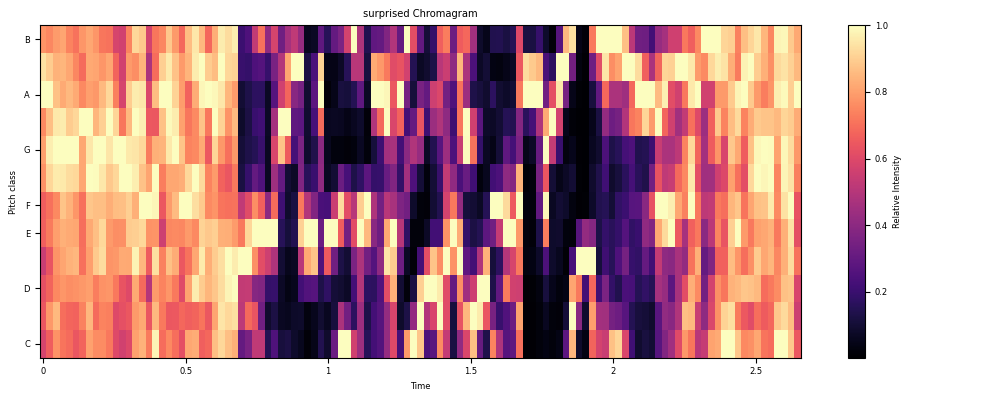 surprised Chromagram
B
A
G
F
E
D
C
Pitch class
0
0.5
1
1.5
2
2.5
Time
1.0
0.8
0.6
0.4
0.2
Relative Intensity